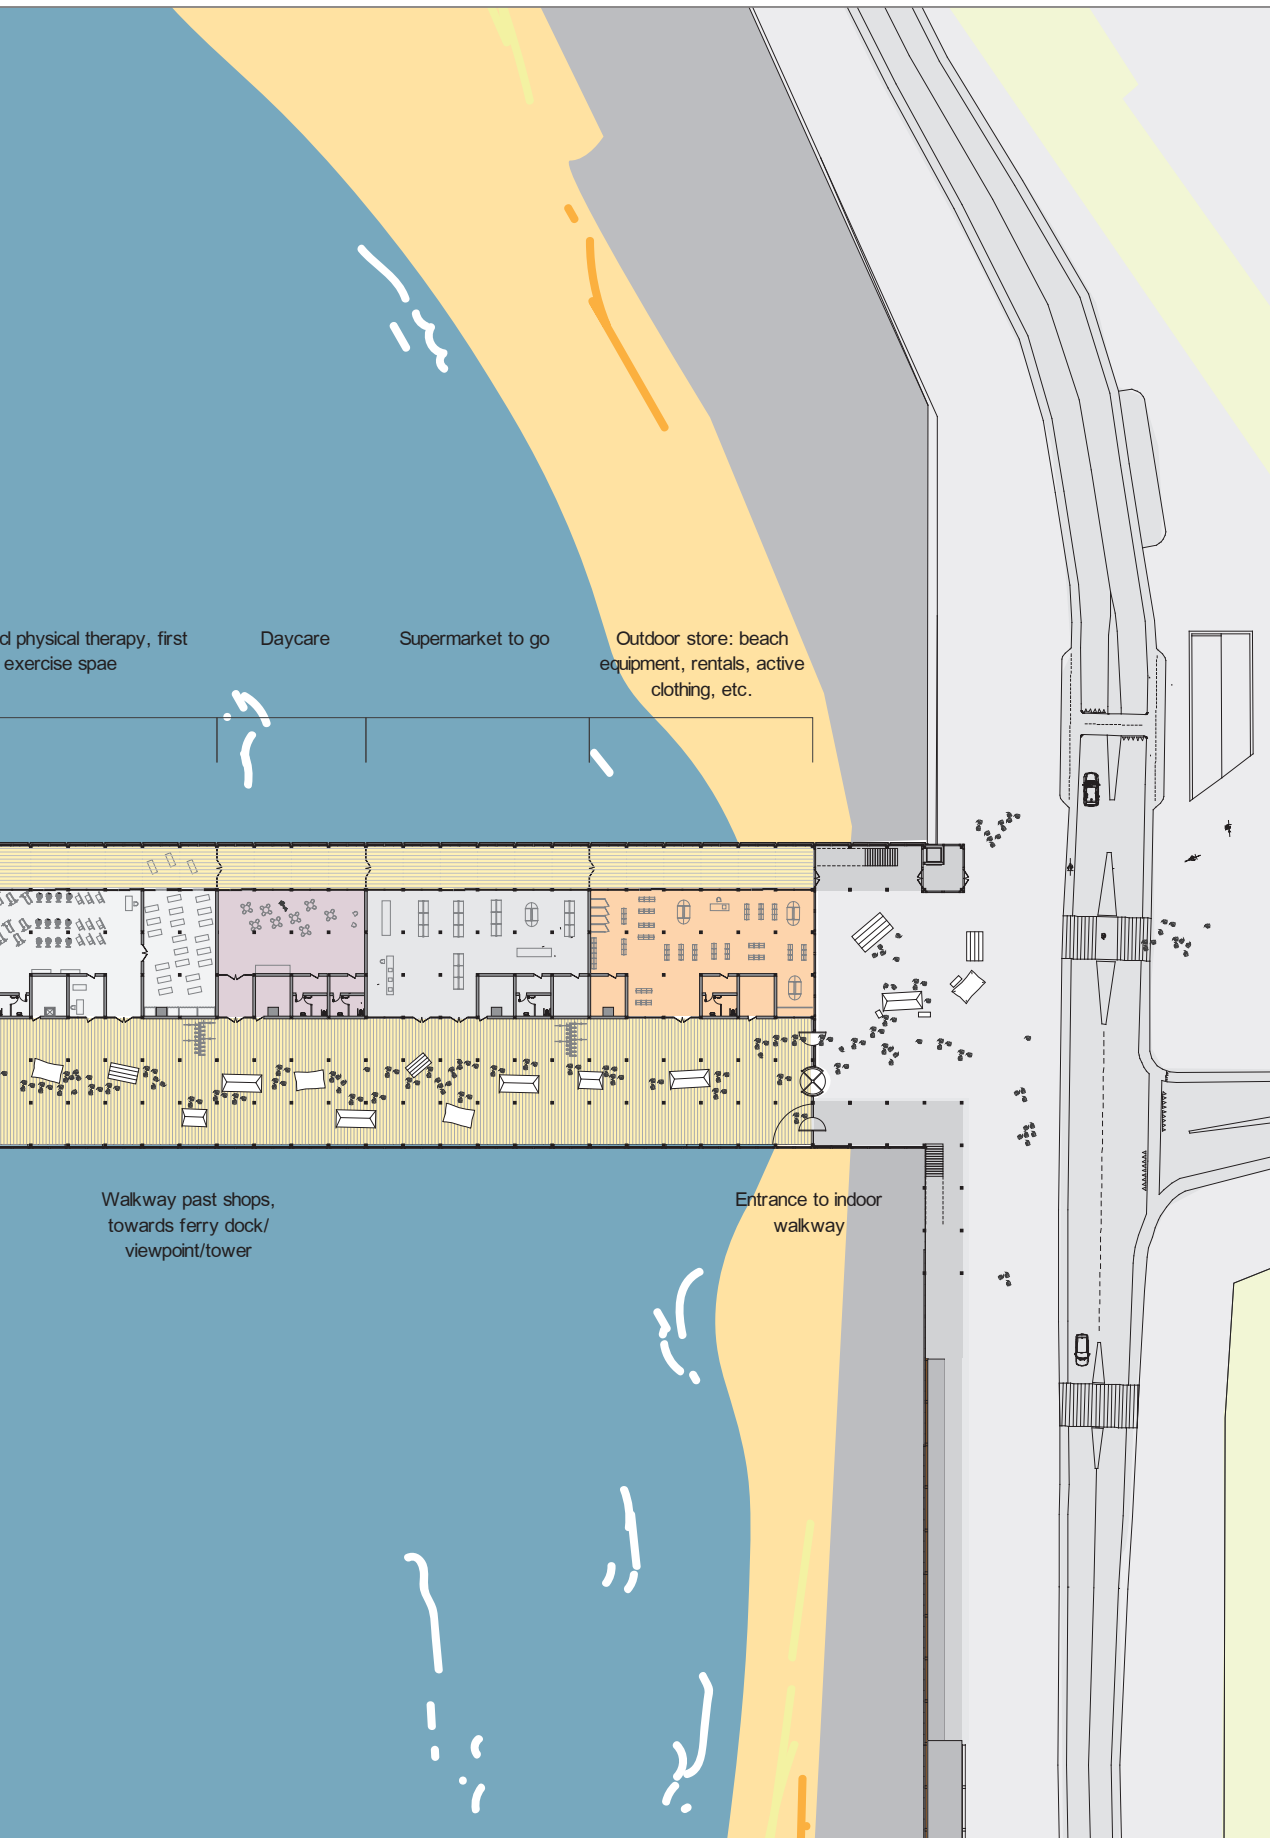 cl physical therapy, first
exercise spae
Daycare
Supermarket to go
Outdoor store: beach
equipment, rentals, active
clothing, etc.
Walkway past shops,
towards ferry dock/
viewpoint/tower
Entrance to indoor
walkway